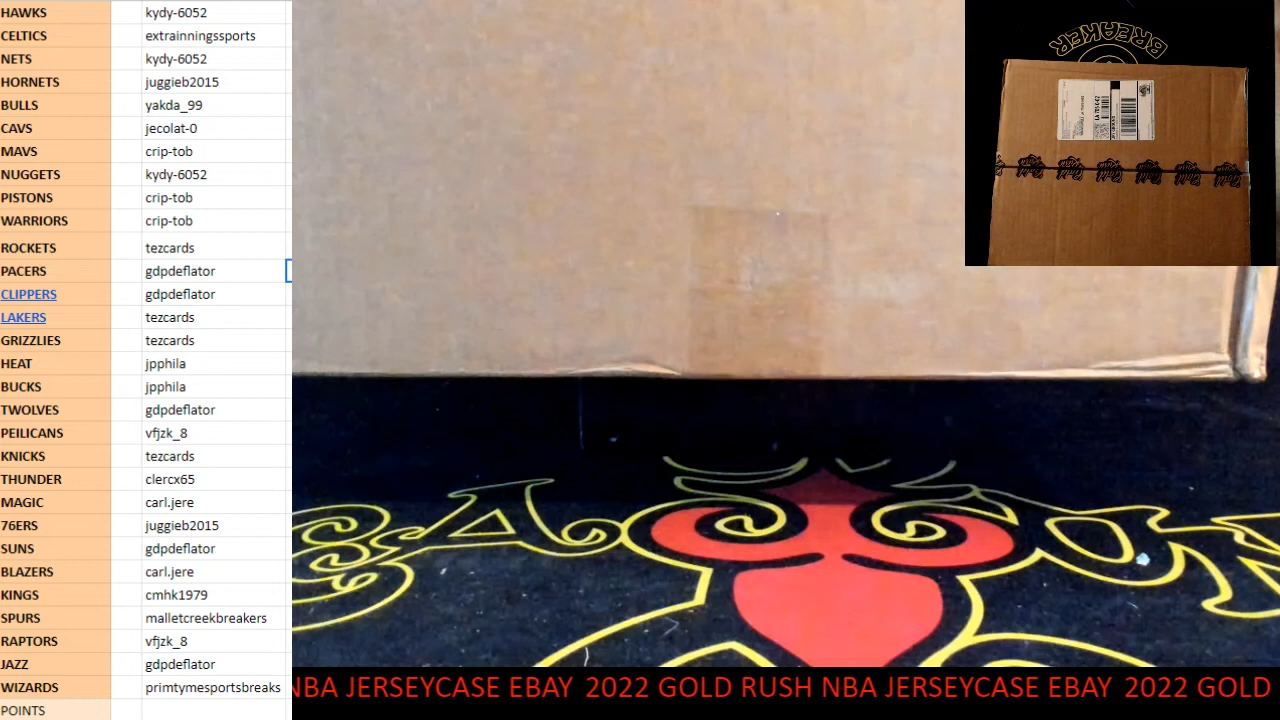 HAWKS kydy-6052
CELTICS extrainningssports
NETS kydy-6052
HORNETS juggieb2015
BULLS yakda_99
CAVS jecolat-0
MAVS crip-tob
NUGGETS kydy-6052
PISTONS crip-tob
WARRIORS crip-tob
ROCKETS tezcards
PACERS gdpdeflator
CLIPPERS gdpdeflator
LAKERS tezcards
GRIZZLIES tezcards
HEAT jpphila
BUCKS jpphila
TWOLVES gdpdeflator
PEILICANS vfjzk_8
KNICKS tezcards
THUNDER clercx65
MAGIC carl.jere
76ERS juggieb2015
SUNS gdpdeflator
BLAZERS carl.jere
KINGS cmhk1979
SPURS malletcreekbreakers
RAPTORS vfjzk_8
JAZZ gdpdeflator
WIZARDS primtymesportsbreaks
POINTS
BREAKER
NBA JERSEYCASE EBAY 2022 GOLD RUSH NBA JERSEYCASE EBAY 2022 GOLD